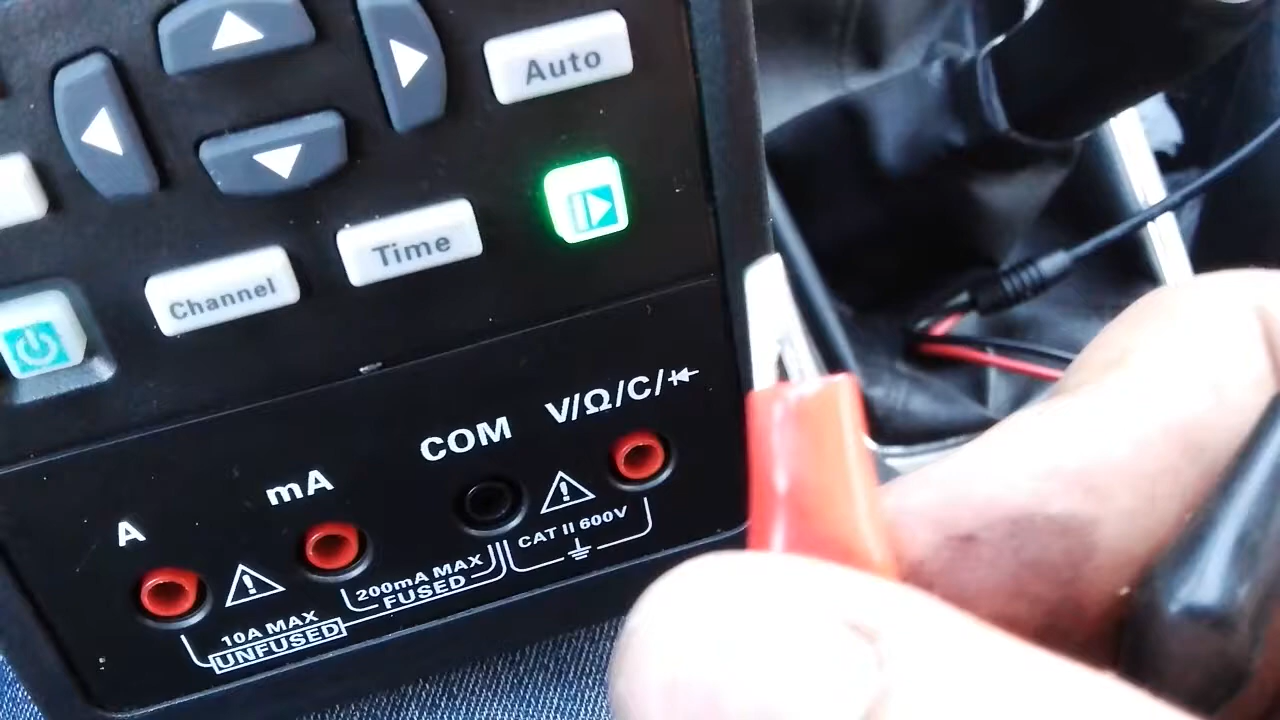 Auto
Time
Channel
V/Ω/C/
COM
mA
A
CAT II 600V
200mA MAX
FUSED
10A MAX
UNFUSED